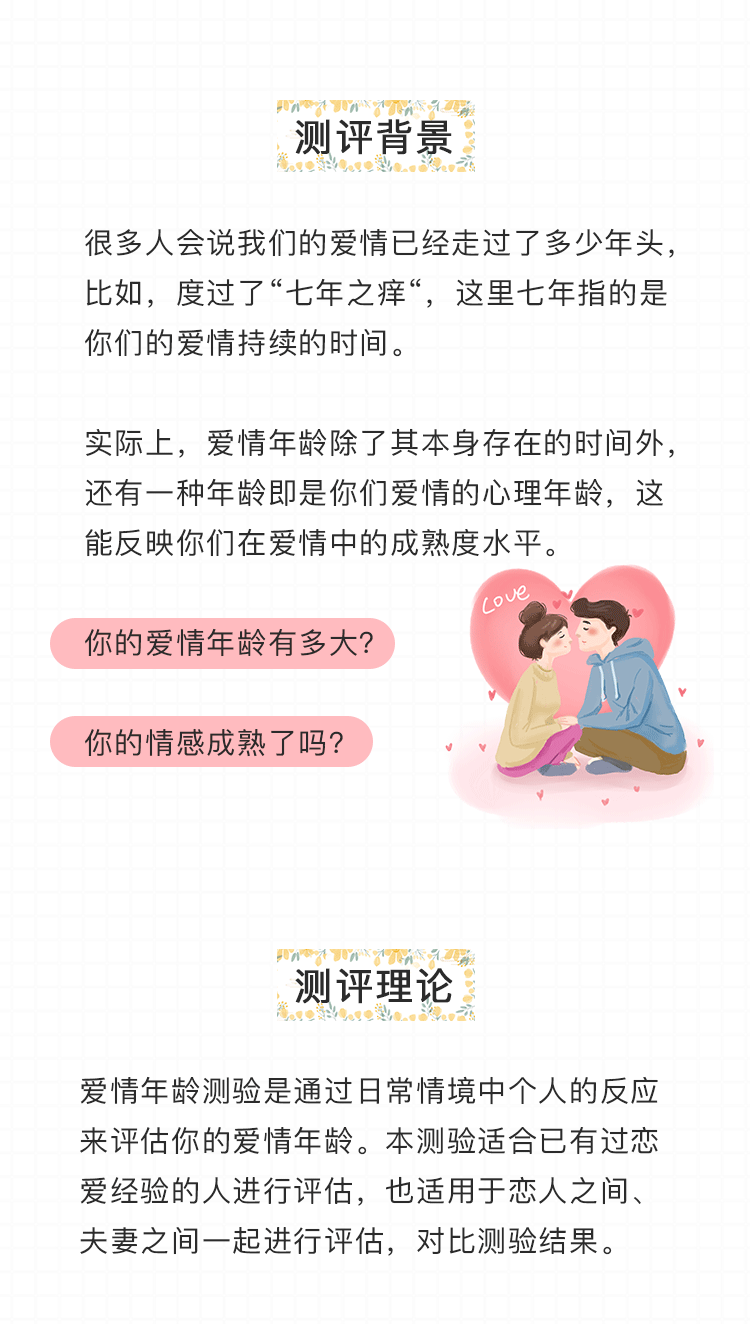 测评背景
很多人会说我们的爱情已经走过了多少年头，
比如，度过了“七年之痒“，这里七年指的是
你们的爱情持续的时间。
实际上，爱情年龄除了其本身存在的时间外，
还有一种年龄即是你们爱情的心理年龄，这
能反映你们在爱情中的成熟度水平。
Love
你的爱情年龄有多大？
你的情感成熟了吗？
测评理论
爱情年龄测验是通过日常情境中个人的反应
来评估你的爱情年龄。本测验适合已有过恋
爱经验的人进行评估，也适用于恋人之间、
夫妻之间一起进行评估，对比测验结果。